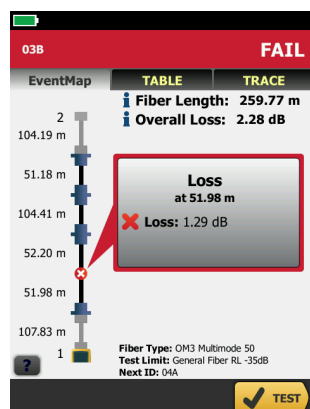 03B
FAIL
EventMap
TABLE
TRACE
i Fiber Length: 259.77 m
i Overall Loss: 2.28 dB
2
104.19 m
51.18 m
104.41 m
52.20 m
51.98 m
107.83 m
1
Loss
at 51.98 m
Loss: 1.29 dB
?
Fiber Type: OM3 Multimode 50
Test Limit: General Fiber RL -35dB
Next ID: 04A
TEST